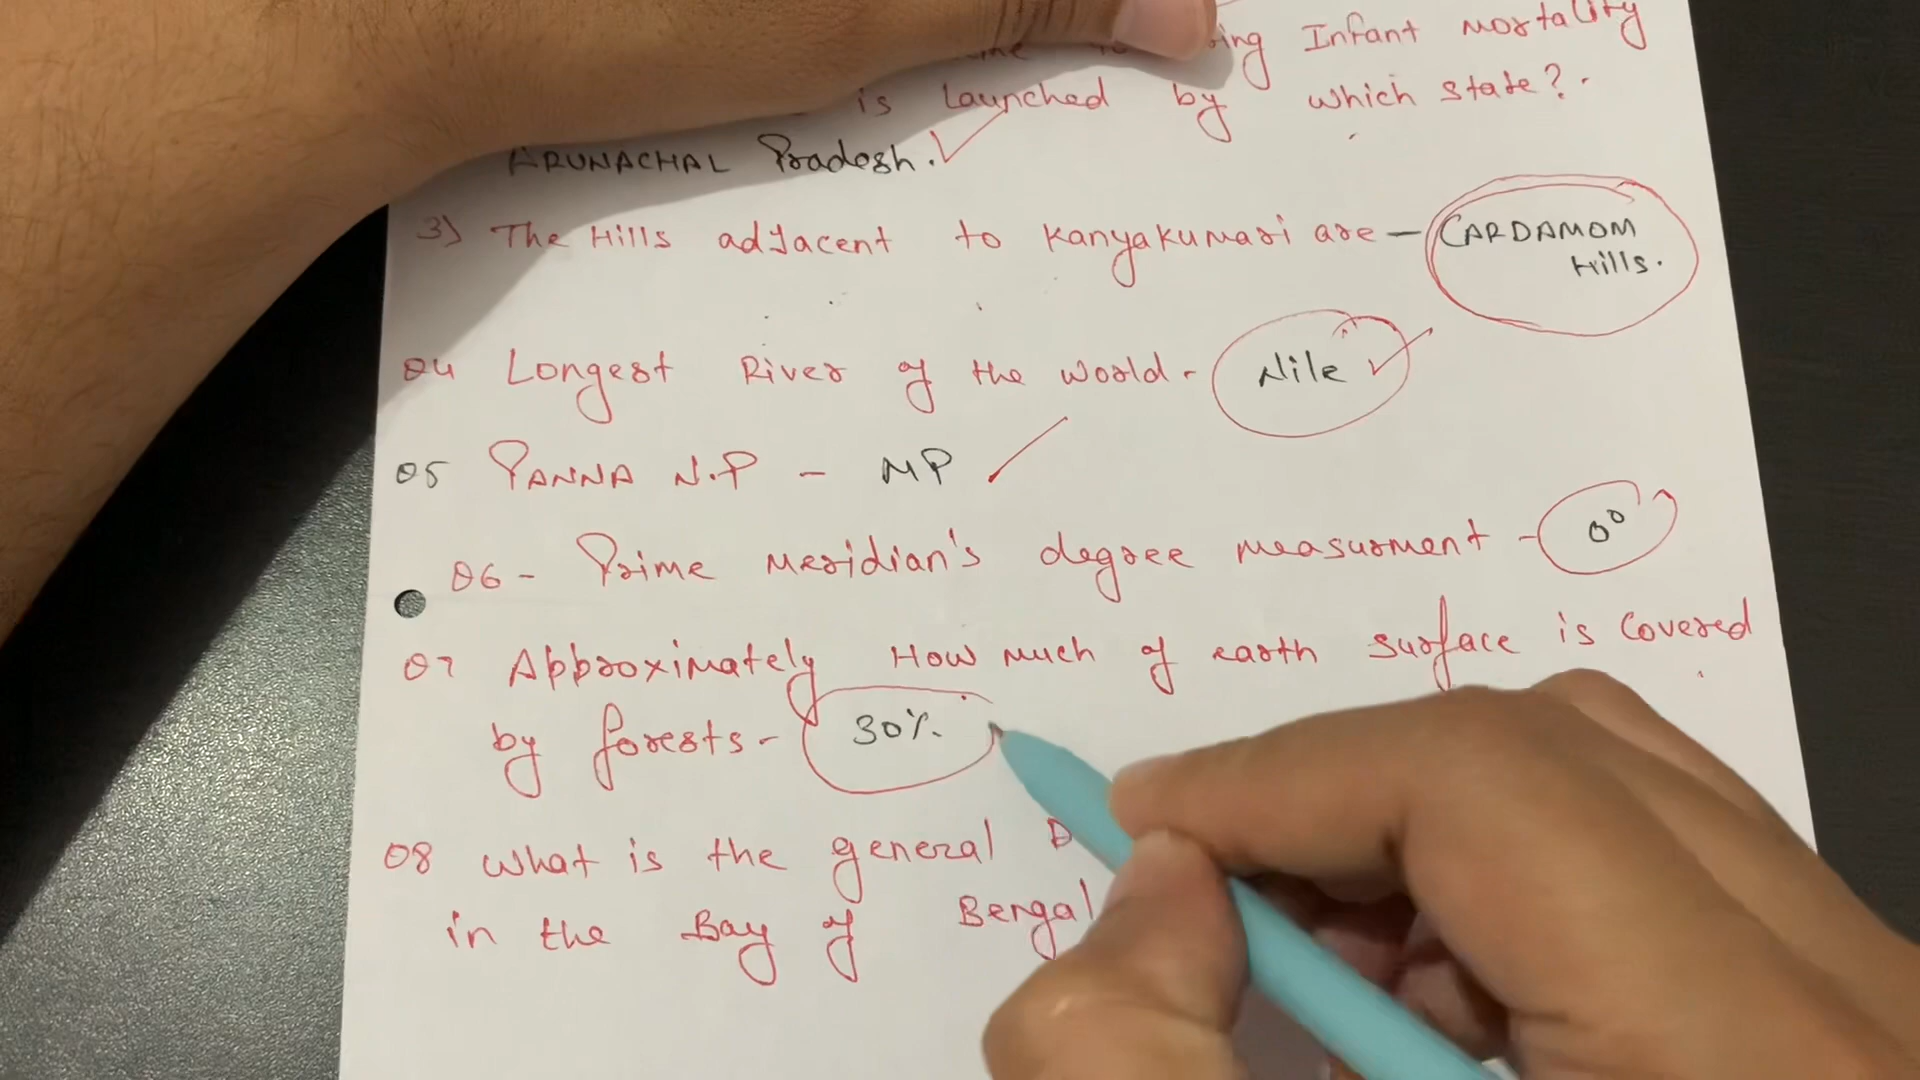 ing Infant mortality
is Launched by which state?
ARUNACHAL Pradesh.
3) The Hills adjacent to Kanyakumari are - CARDAMOM
Hills.
04 Longest River of the world - Nile
05 PANNA N.P - MP
06 - Prime Meridian's degree measurment - 0°
07 Approximately How much of earth surface is covered
by forests - 30%.
08 What is the general
in the Bay of Bengal